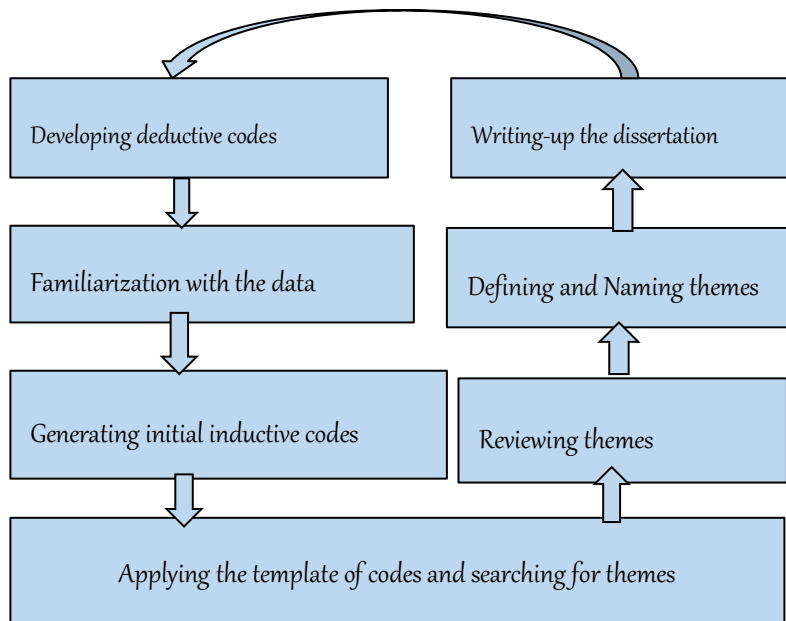 Developing deductive codes
Familiarization with the data
Generating initial inductive codes
Applying the template of codes and searching for themes
Reviewing themes
Defining and Naming themes
Writing-up the dissertation